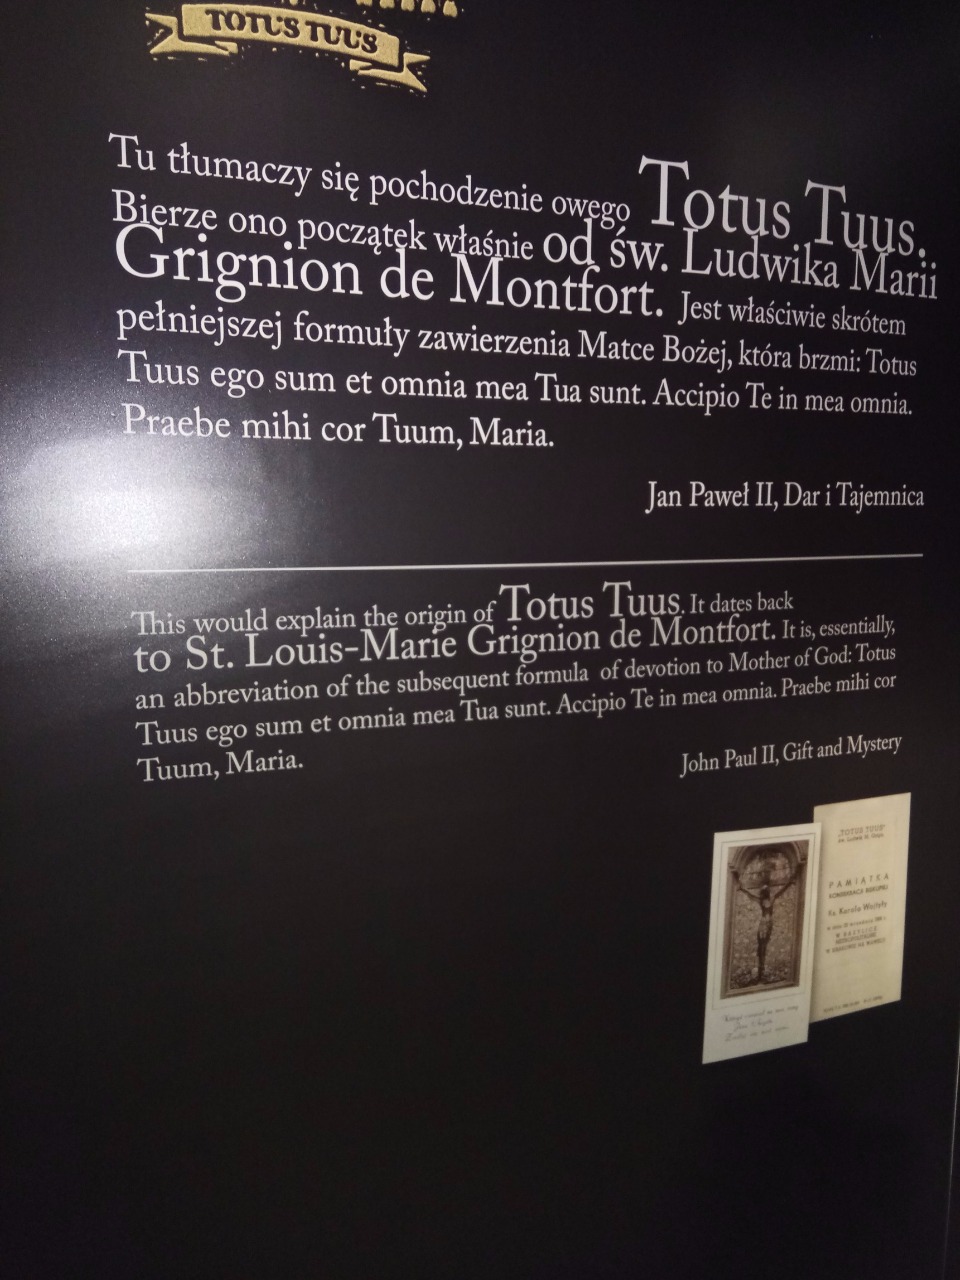 TOTUS TUUS
Tu tłumaczy się pochodzenie owego Totus Tuus.
Bierze ono początek właśnie od św. Ludwika Marii
Grignion de Montfort. Jest właściwie skrótem
pełniejszej formuły zawierzenia Matce Bożej, która brzmi: Totus
Tuus ego sum et omnia mea Tua sunt. Accipio Te in mea omnia.
Praebe mihi cor Tuum, Maria.
Jan Paweł II, Dar i Tajemnica
This would explain the origin of Totus Tuus. It dates back
to St. Louis-Marie Grignion de Montfort. It is, essentially,
an abbreviation of the subsequent formula of devotion to Mother of God: Totus
Tuus ego sum et omnia mea Tua sunt. Accipio Te in mea omnia. Praebe mihi cor
Tuum, Maria.
John Paul II, Gift and Mystery
„TOTUS TUUS"
PAMIĄTKA
KONSEKRACJI BISKUPIEJ
Ks. Karola Wojtyły